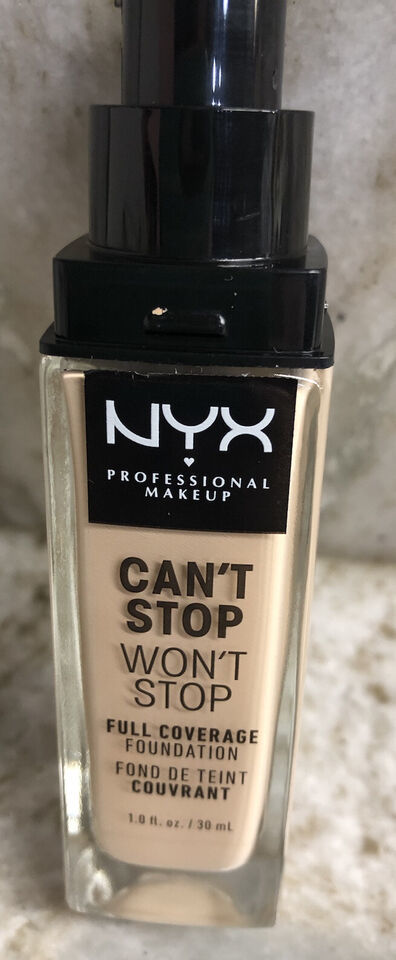 NYX
PROFESSIONAL
MAKEUP
CAN'T
STOP
WON'T
STOP
FULL COVERAGE
FOUNDATION
FOND DE TEINT
COUVRANT
1.0 fl. oz. / 30 mL